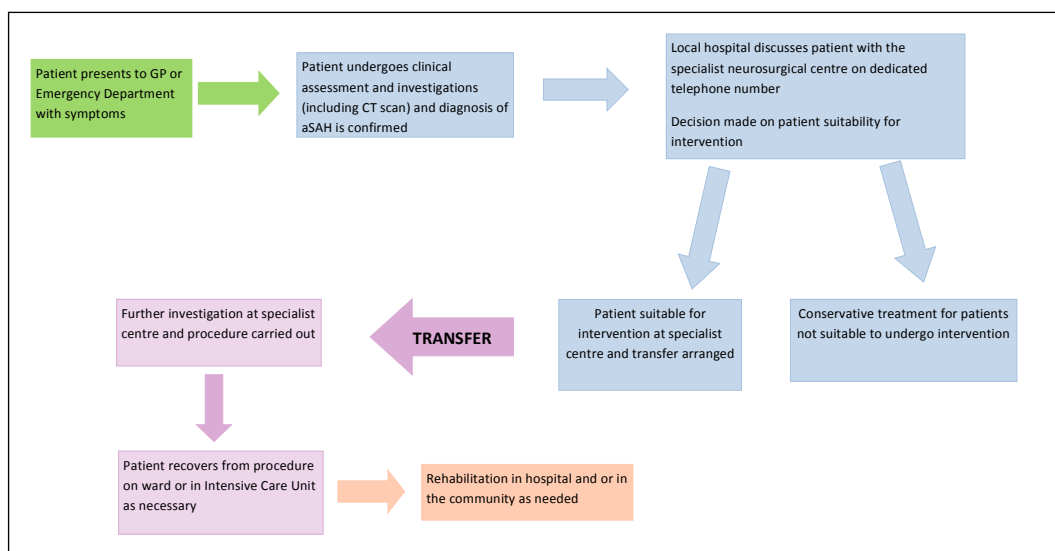 Patient presents to GP or
Emergency Department
with symptoms
Patient undergoes clinical
assessment and investigations
(including CT scan) and diagnosis of
aSAH is confirmed
Local hospital discusses patient with the
specialist neurosurgical centre on dedicated
telephone number
Decision made on patient suitability for
intervention
Patient suitable for
intervention at specialist
centre and transfer arranged
Conservative treatment for patients
not suitable to undergo intervention
TRANSFER
Further investigation at specialist
centre and procedure carried out
Patient recovers from procedure
on ward or in Intensive Care Unit
as necessary
Rehabilitation in hospital and or in
the community as needed